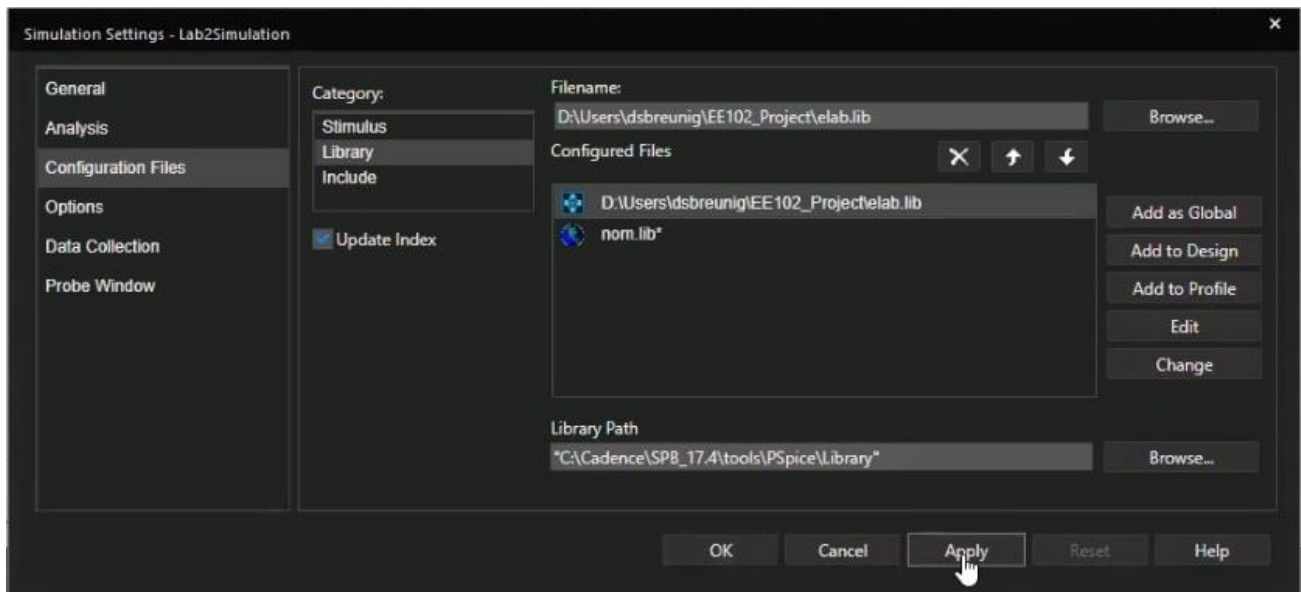 Simulation Settings - Lab2Simulation
×
General
Analysis
Configuration Files
Options
Data Collection
Probe Window
Category:
Stimulus
Library
Include
Update Index
Filename:
D:\Users\dsbreunig\EE102_Project\elab.lib
Browse...
Configured Files
D:\Users\dsbreunig\EE102_Project\elab.lib
nom.lib*
Add as Global
Add to Design
Add to Profile
Edit
Change
Library Path
"C:\Cadence\SPB_17.4\tools\PSpice\Library"
Browse...
OK
Cancel
Apply
Reset
Help